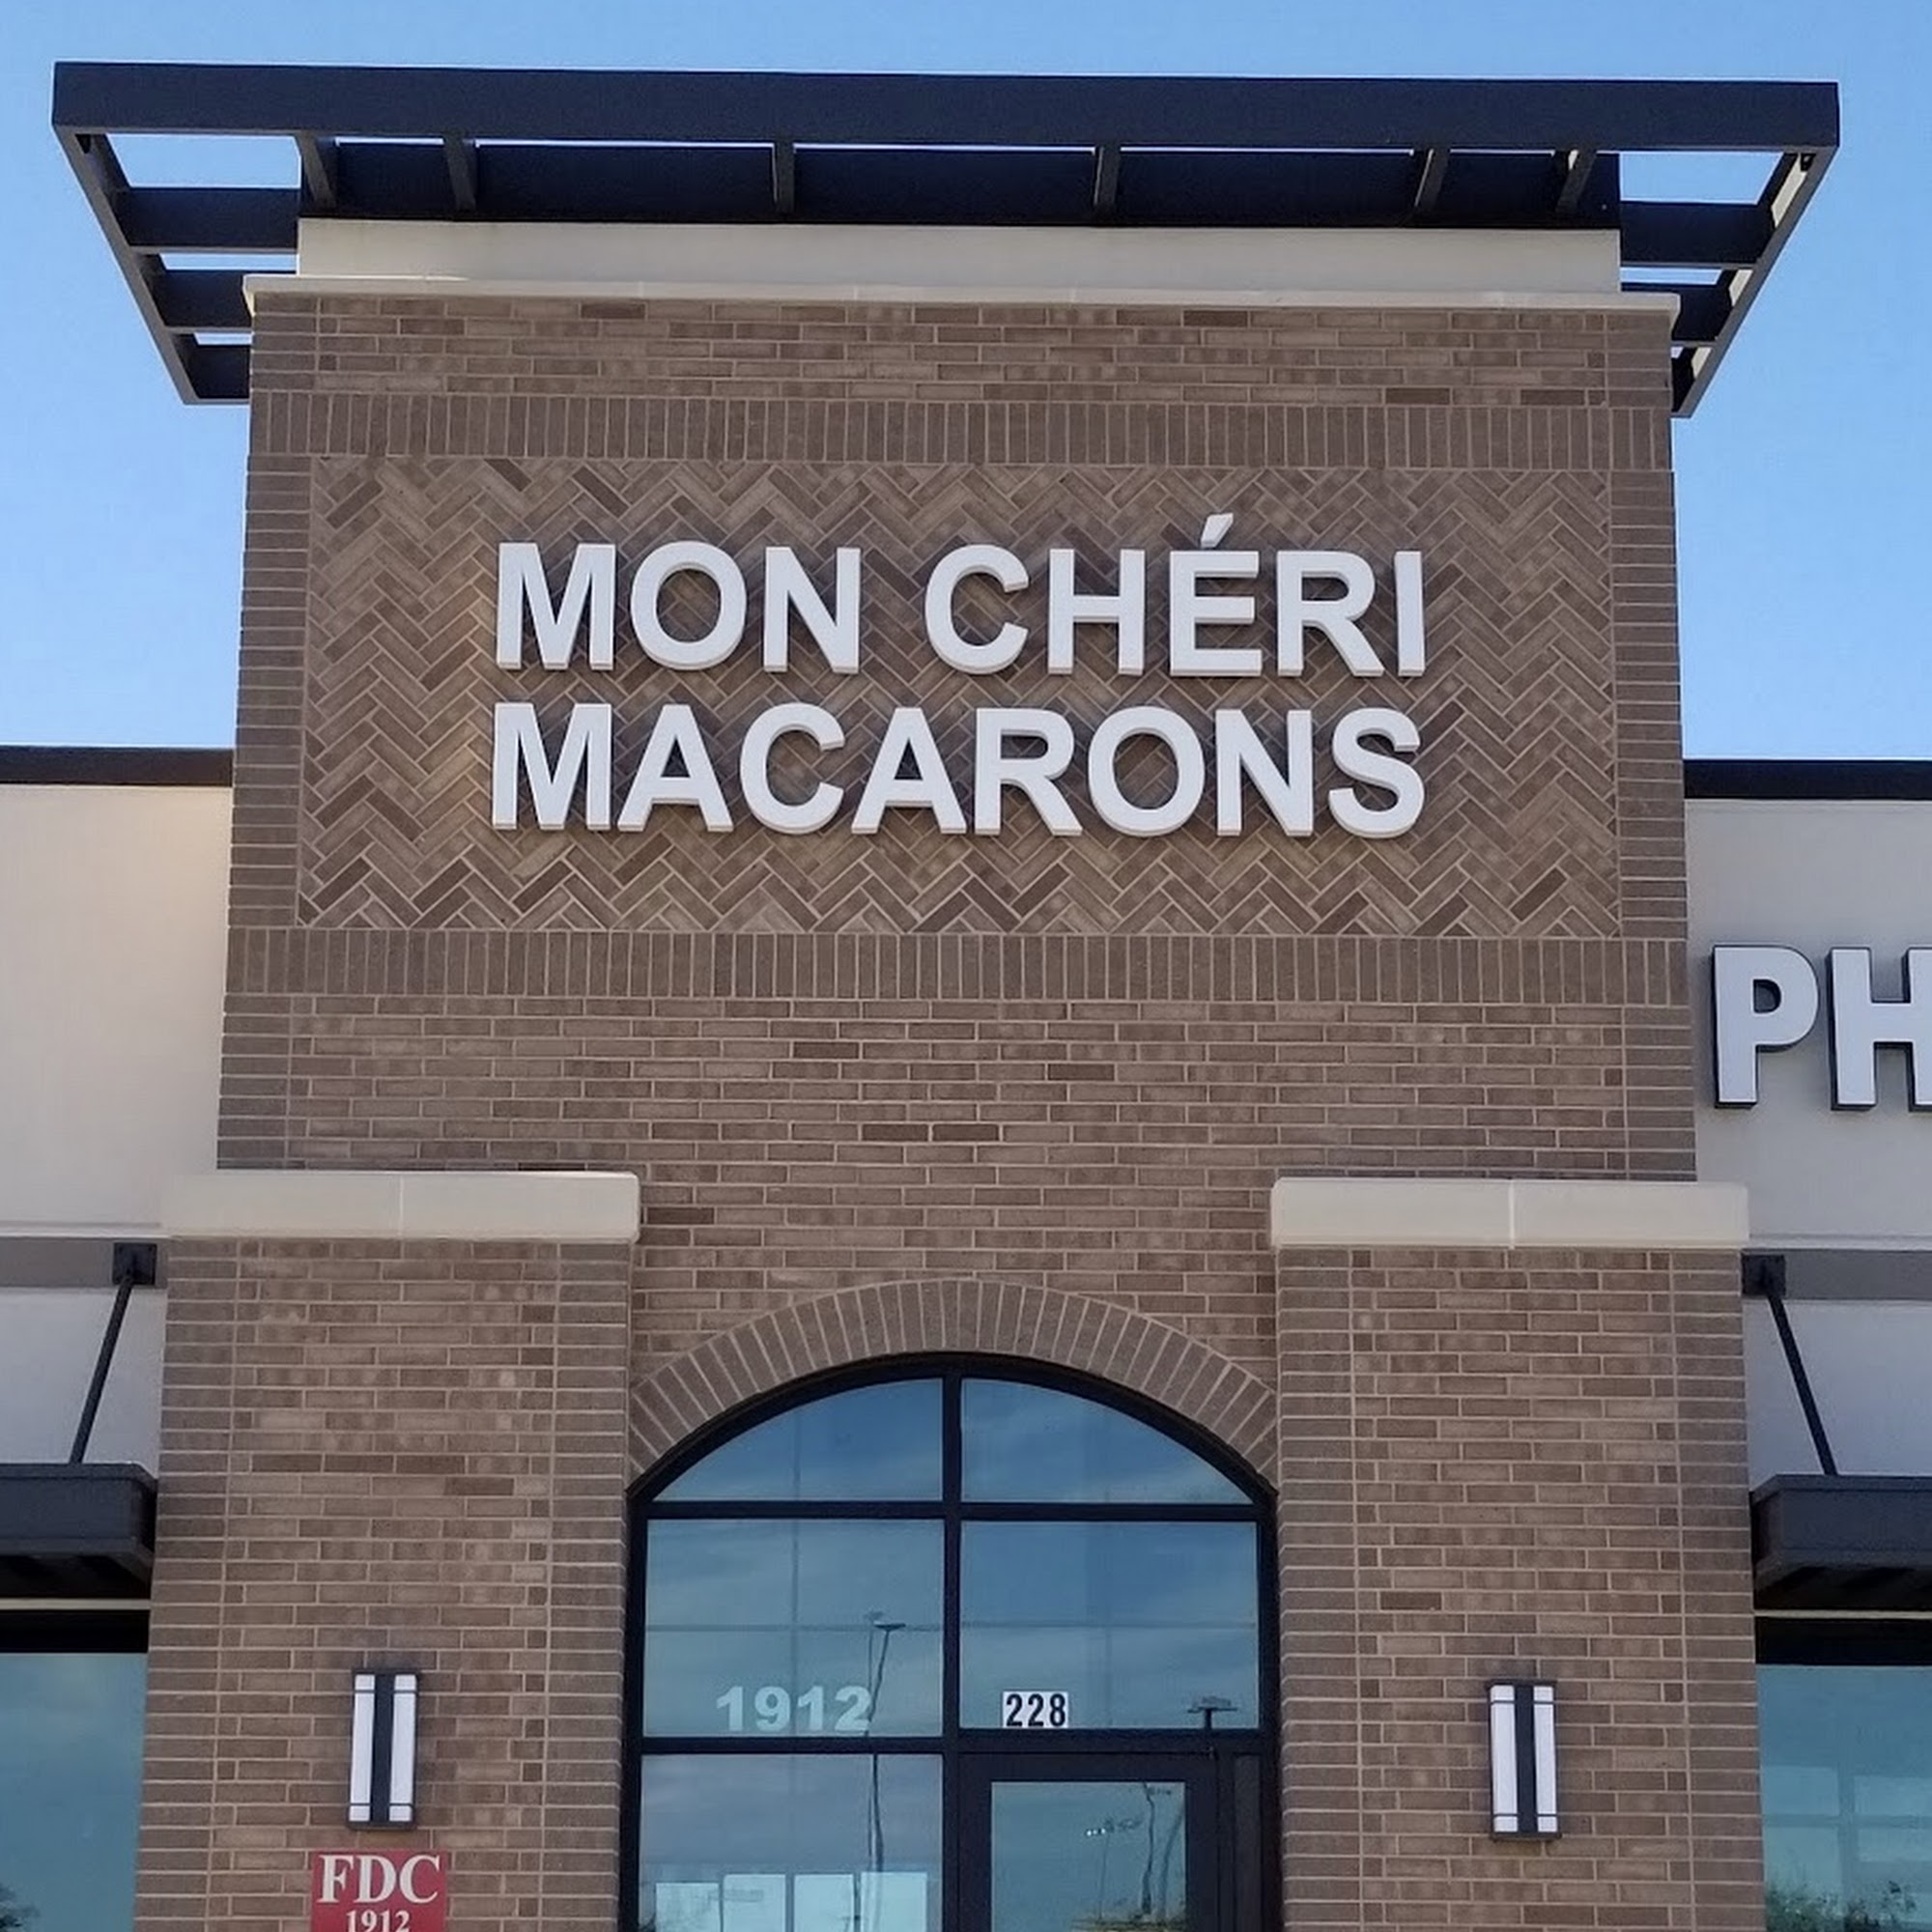 MON CHÉRI
MACARONS
PH
1912
228
FDC
1912